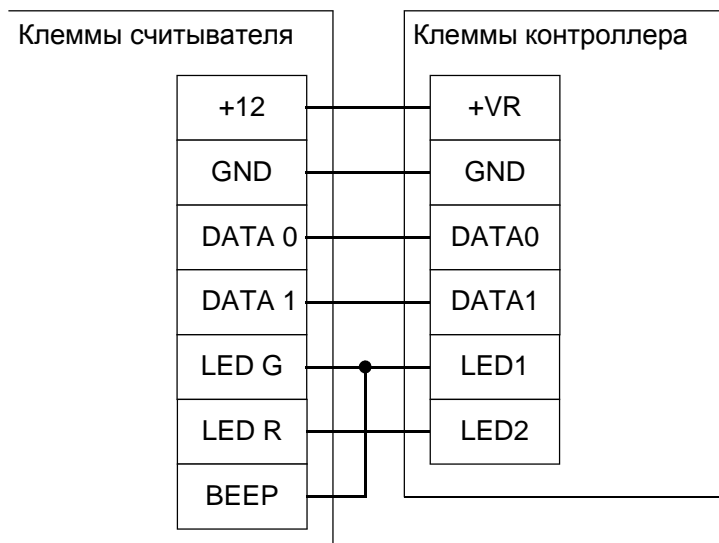 Клеммы считывателя
Клеммы контроллера
+12
+VR
GND
GND
DATA 0
DATA0
DATA 1
DATA1
LED G
LED1
LED R
LED2
BEEP